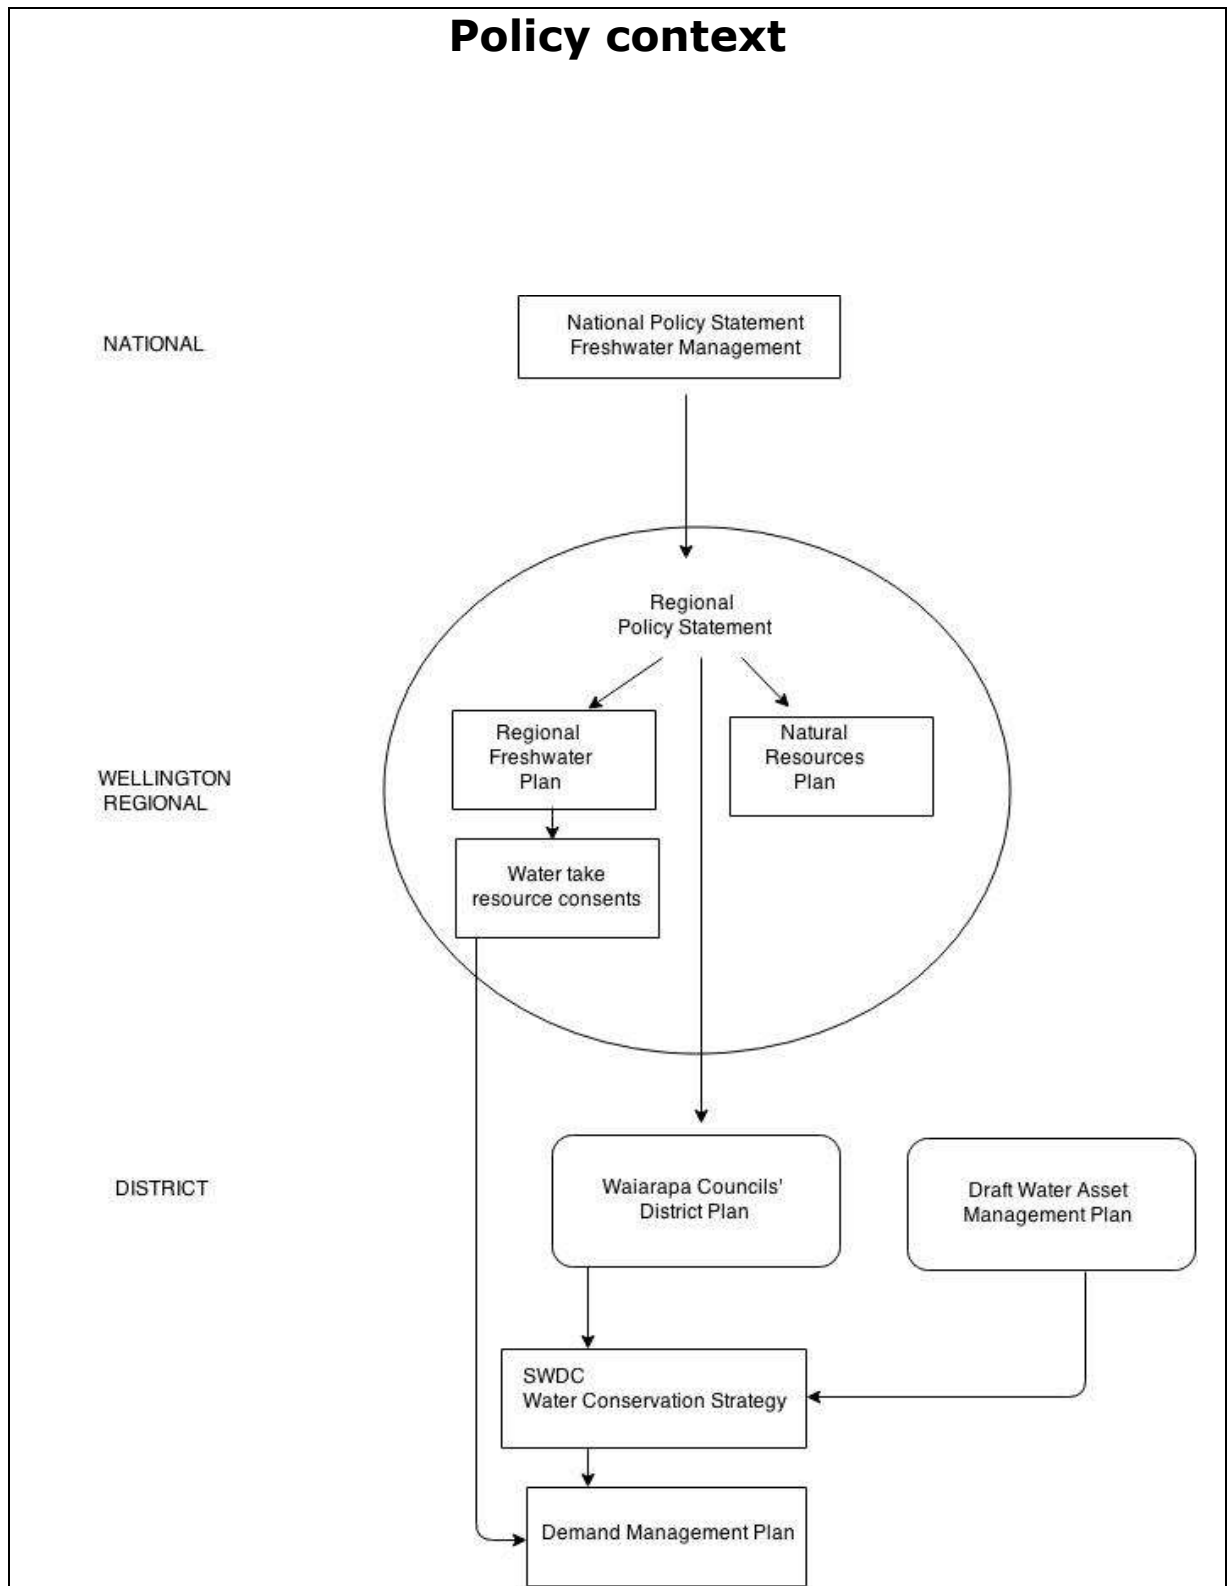 Policy context
NATIONAL
National Policy Statement
Freshwater Management
Regional
Policy Statement
Regional
Freshwater
Plan
Natural
Resources
Plan
WELLINGTON
REGIONAL
Water take
resource consents
DISTRICT
Waiarapa Councils'
District Plan
Draft Water Asset
Management Plan
SWDC
Water Conservation Strategy
Demand Management Plan